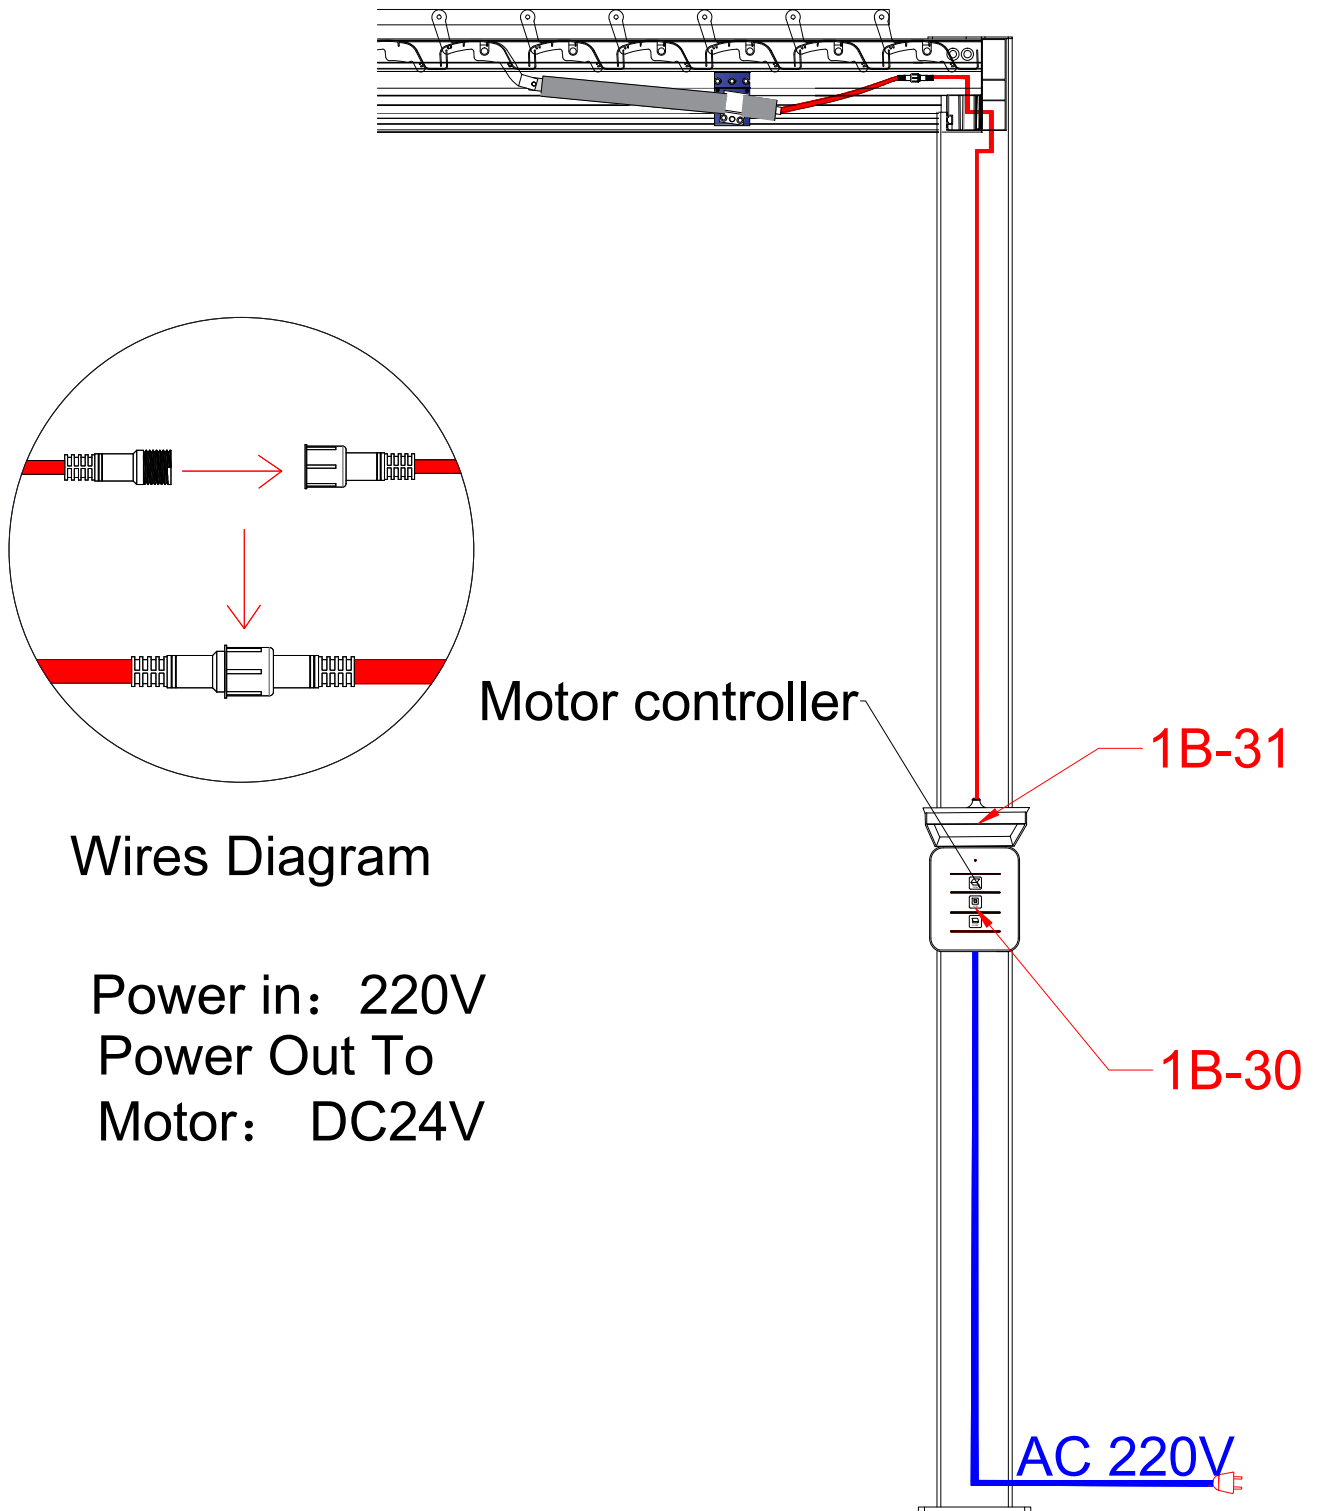 Motor controller
1B-31
Wires Diagram
Power in： 220V
Power Out To
Motor： DC24V
1B-30
AC 220V